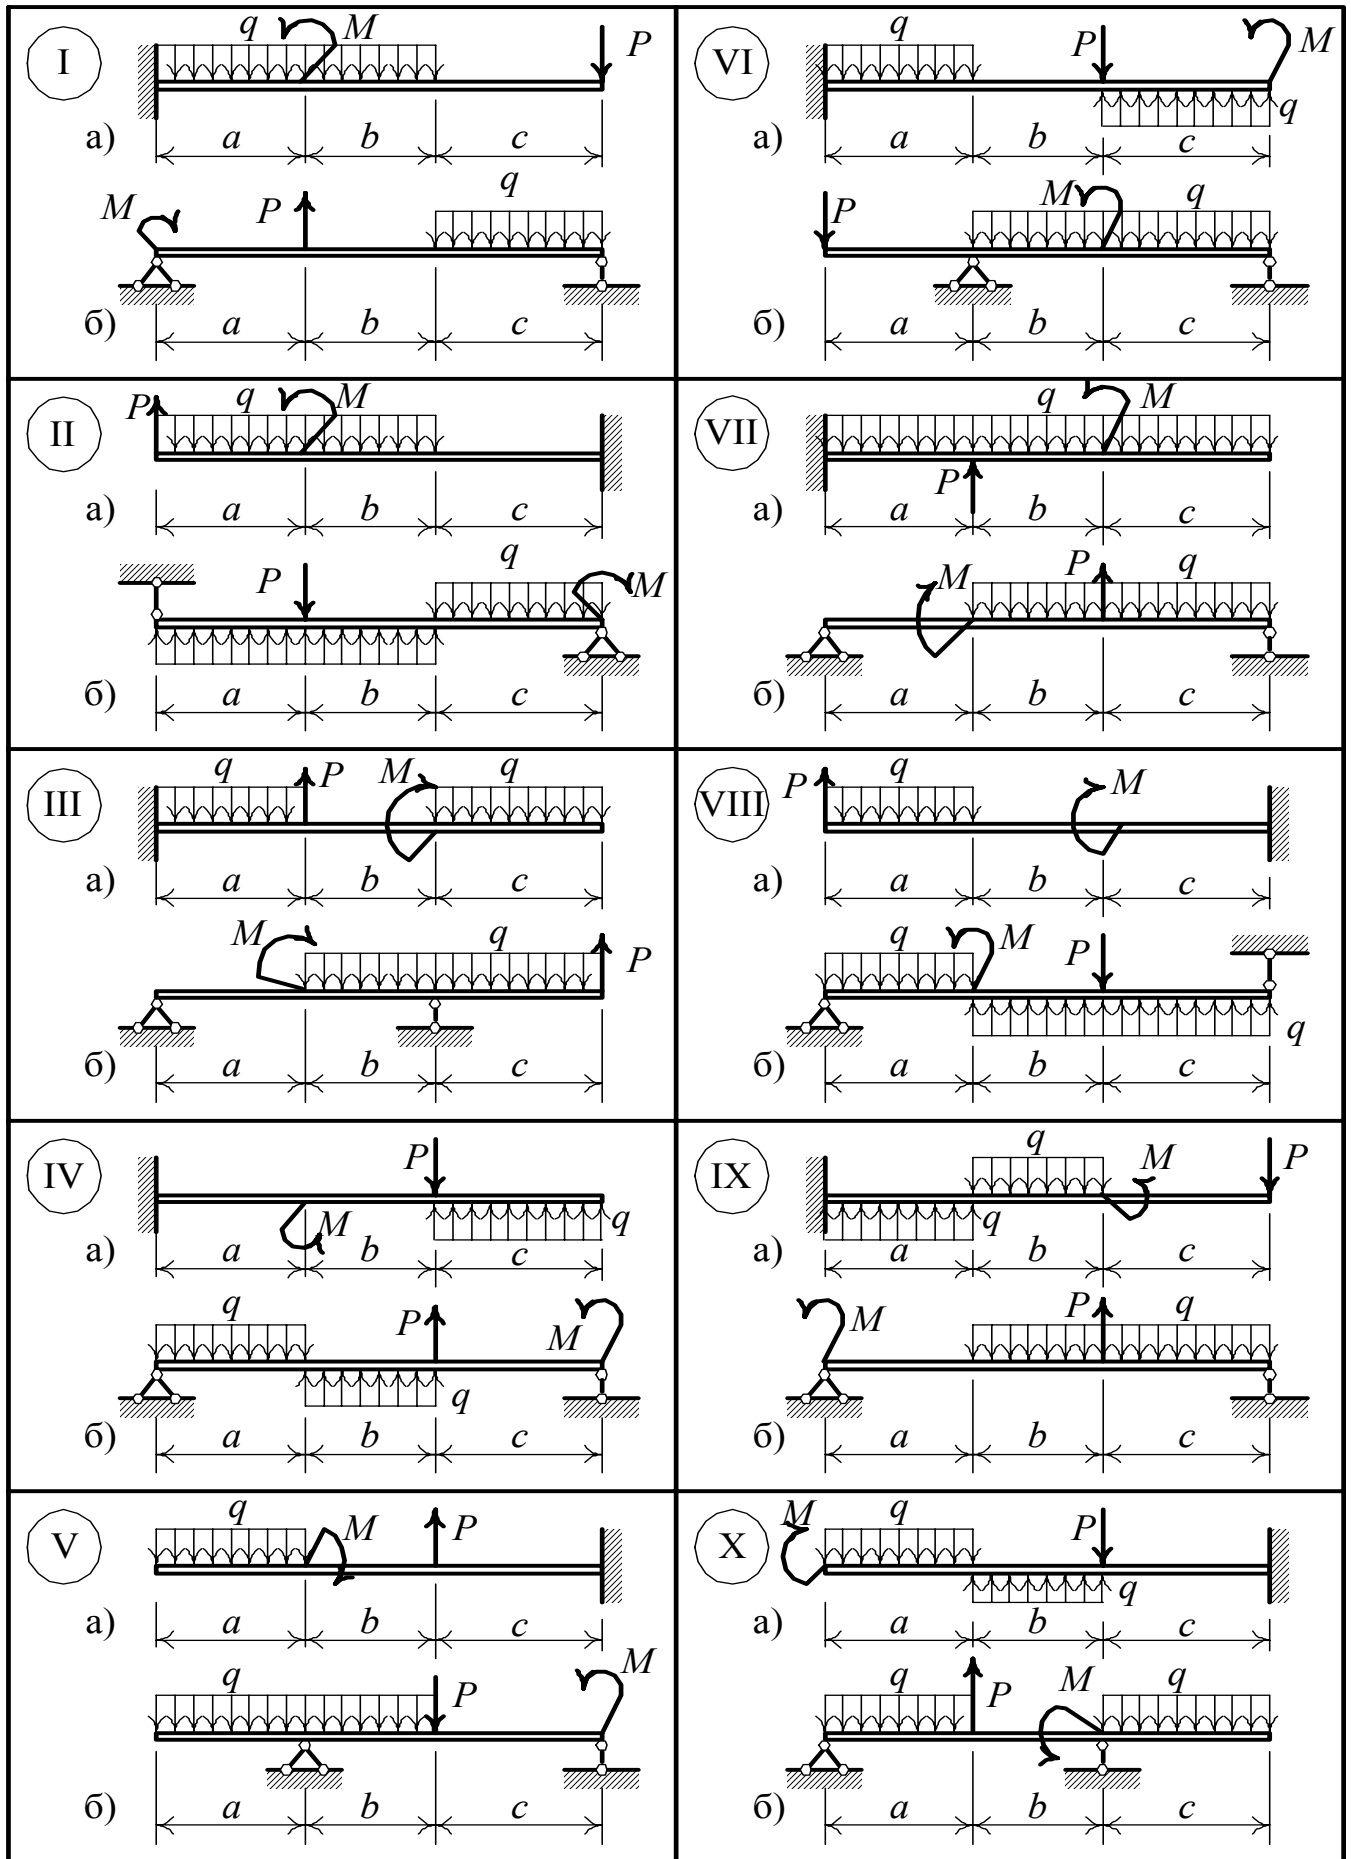 I q M P
а) a b c
M P q
б) a b c
II P q M
а) a b c
P q M
б) a b c
III q P M q
а) a b c
M q P
б) a b c
IV P M q
а) a b c
q P M q
б) a b c
V q M P
а) a b c
q P M
б) a b c
VI q P M q
а) a b c
P M q
б) a b c
VII q M P
а) a b c
M P q
б) a b c
VIII P q M
а) a b c
q M P q
б) a b c
IX q M P q
а) a b c
M P q
б) a b c
X M q P q
а) a b c
q P M q
б) a b c